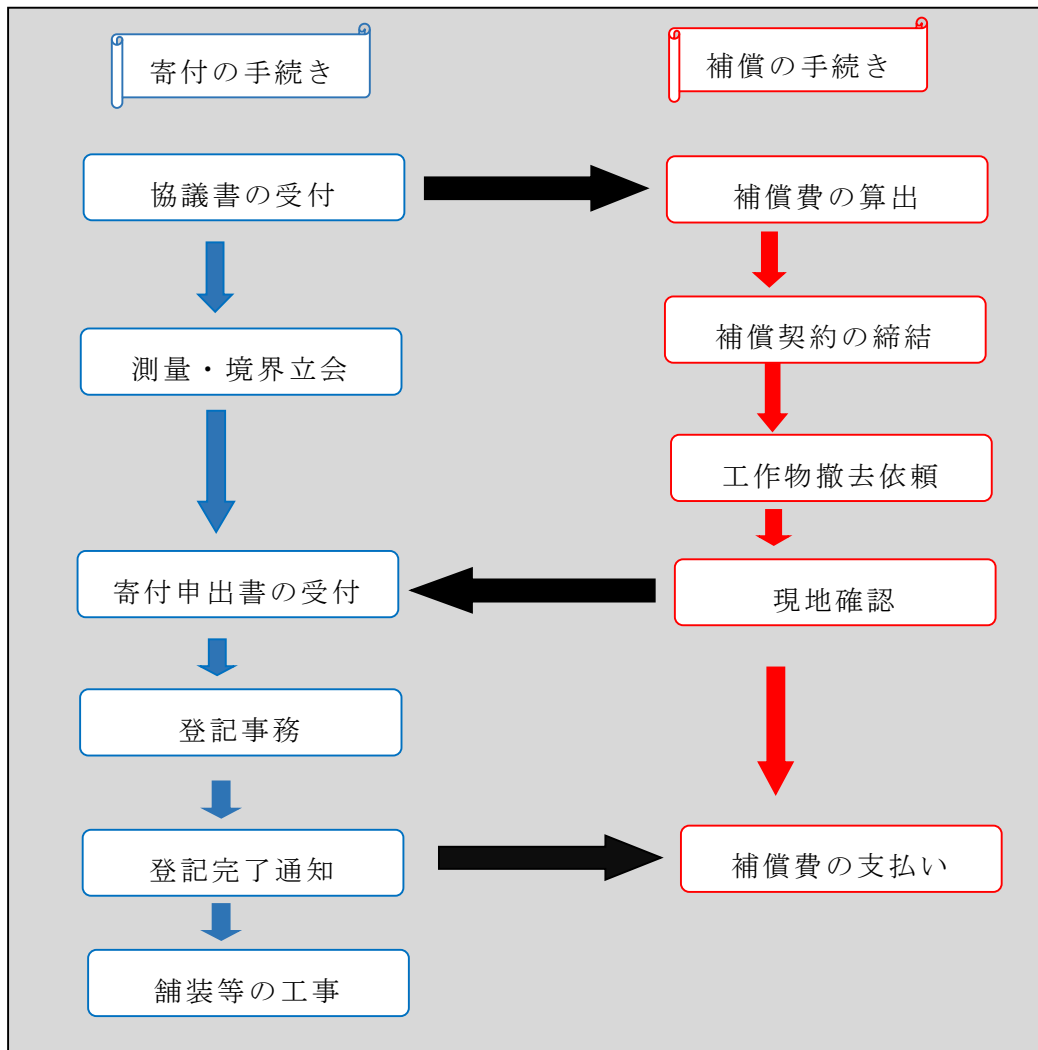 寄付の手続き
補償の手続き
協議書の受付
補償費の算出
測量・境界立会
補償契約の締結
工作物撤去依頼
寄付申出書の受付
現地確認
登記事務
登記完了通知
補償費の支払い
舗装等の工事